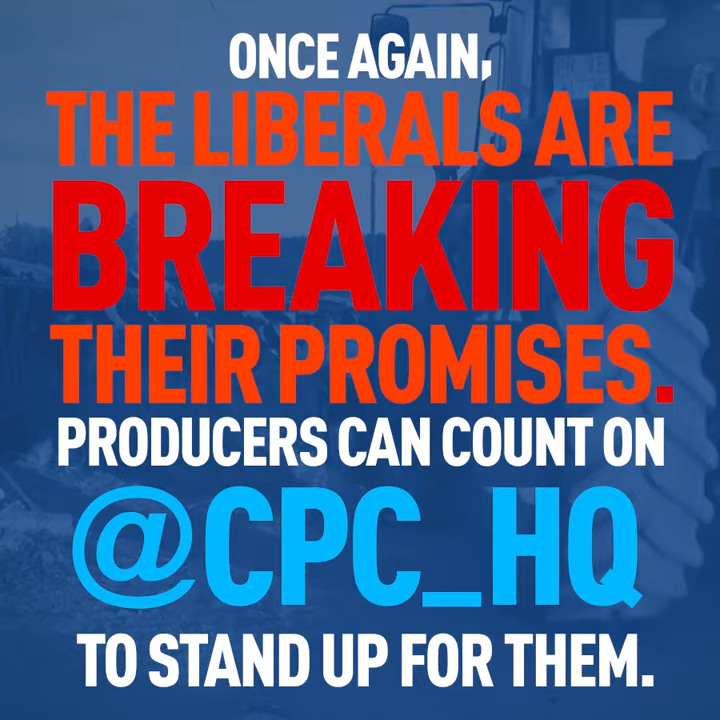 ONCE AGAIN,
THE LIBERALS ARE
BREAKING
THEIR PROMISES.
PRODUCERS CAN COUNT ON
@CPC_HQ
TO STAND UP FOR THEM.